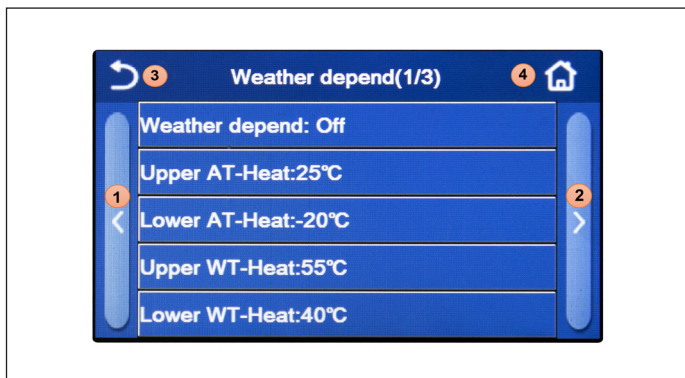 3 Weather depend(1/3) 4
Weather depend: Off
Upper AT-Heat:25℃
1 2
Lower AT-Heat:-20℃
Upper WT-Heat:55℃
Lower WT-Heat:40℃